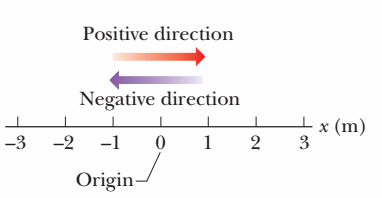 Positive direction
Negative direction
x (m)
–3 –2 –1 0 1 2 3
Origin